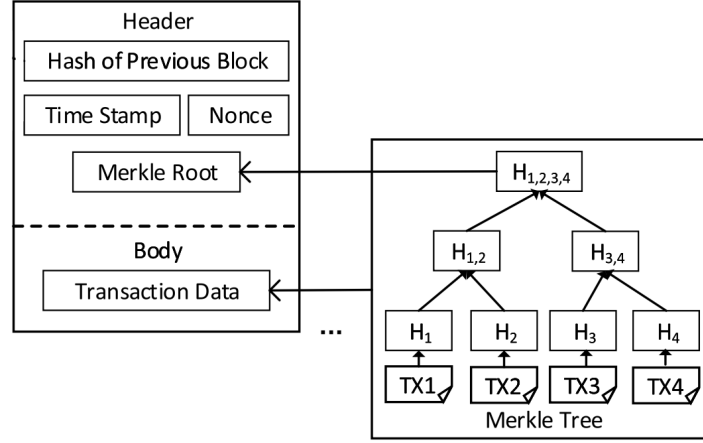 Header
Hash of Previous Block
Time Stamp Nonce
Merkle Root
Body
Transaction Data
...
H1,2,3,4
H1,2 H3,4
H1 H2 H3 H4
TX1 TX2 TX3 TX4
Merkle Tree